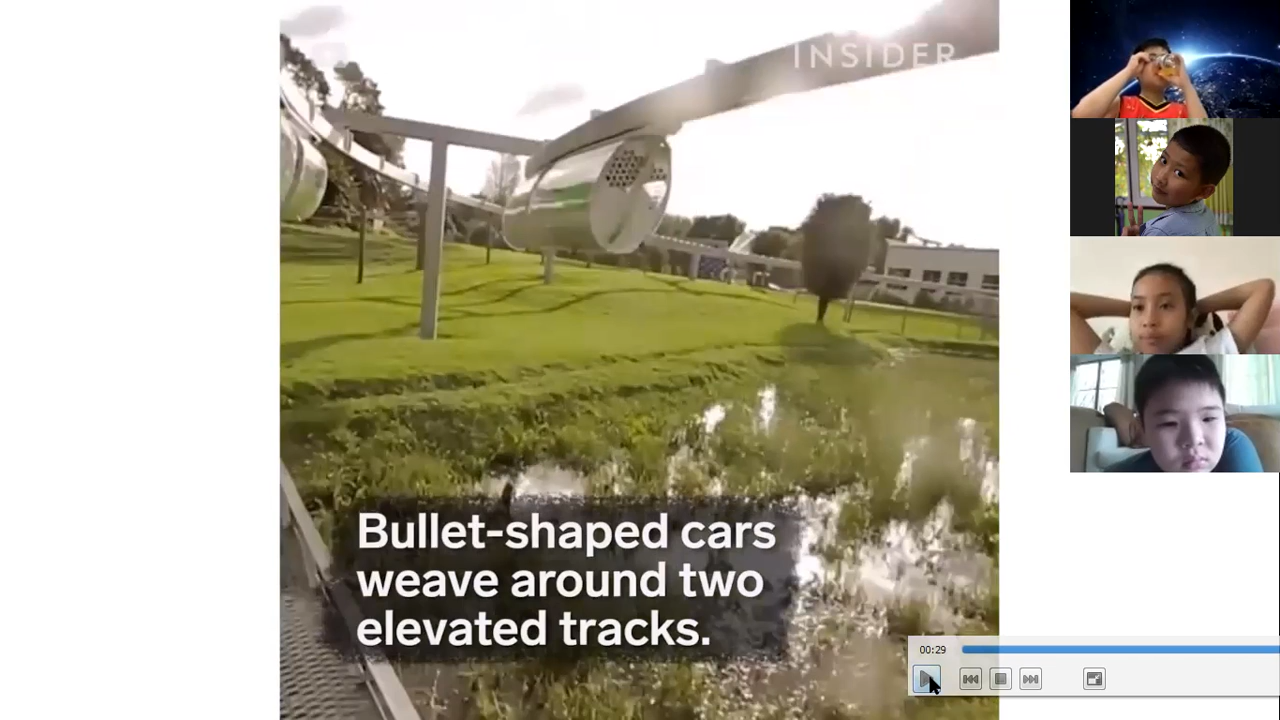 INSIDER
Bullet-shaped cars
weave around two
elevated tracks.
00:29